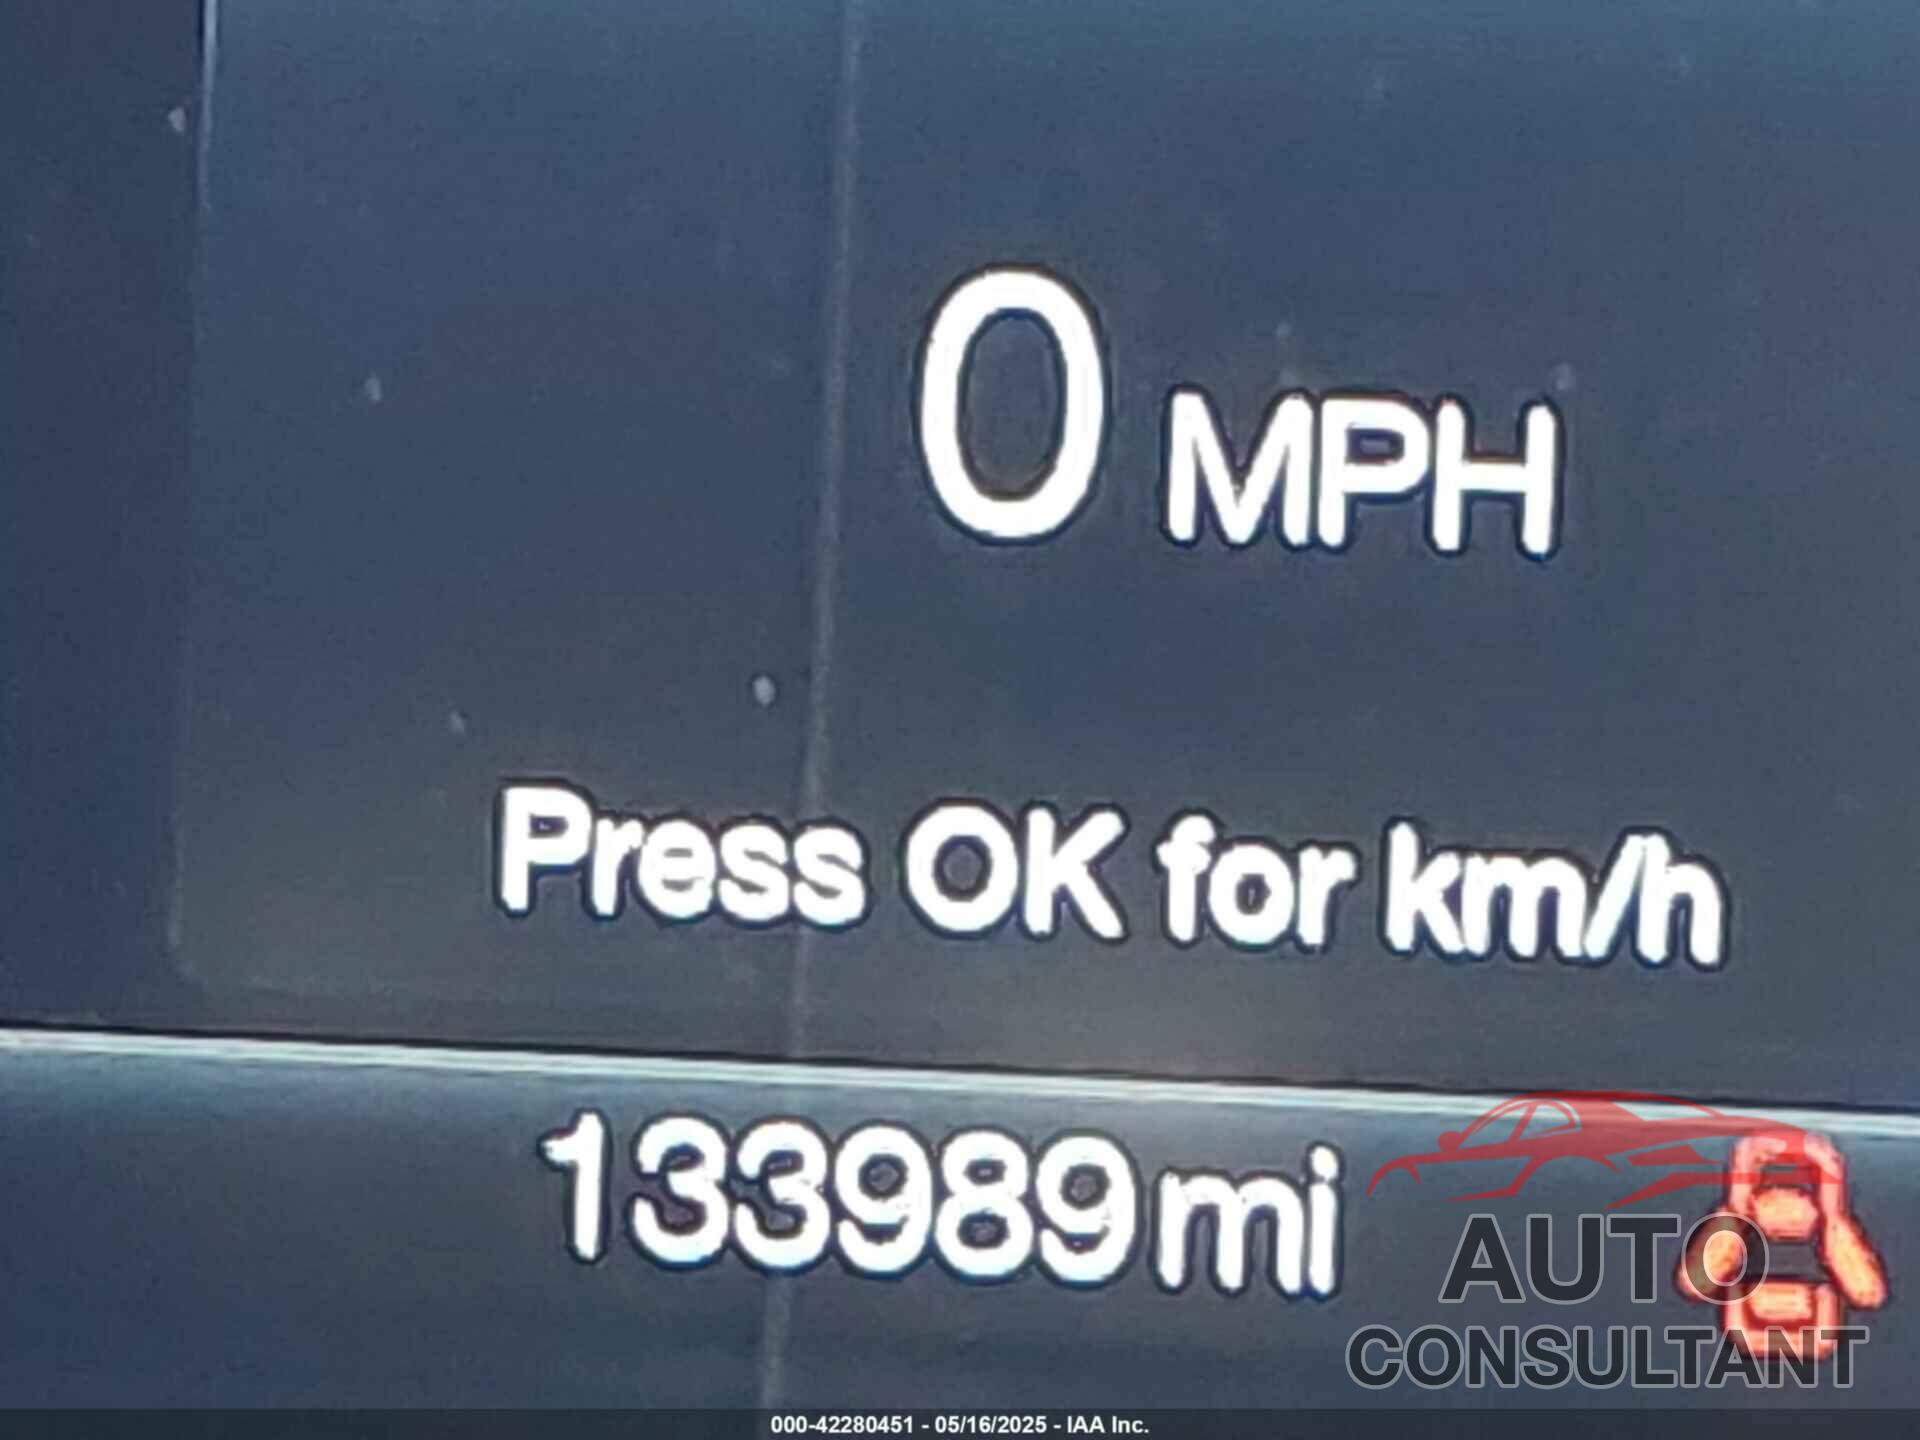 0 MPH
Press OK for km/h
133989 mi
AUTO
CONSULTANT
000-42280451 - 05/16/2025 - IAA Inc.